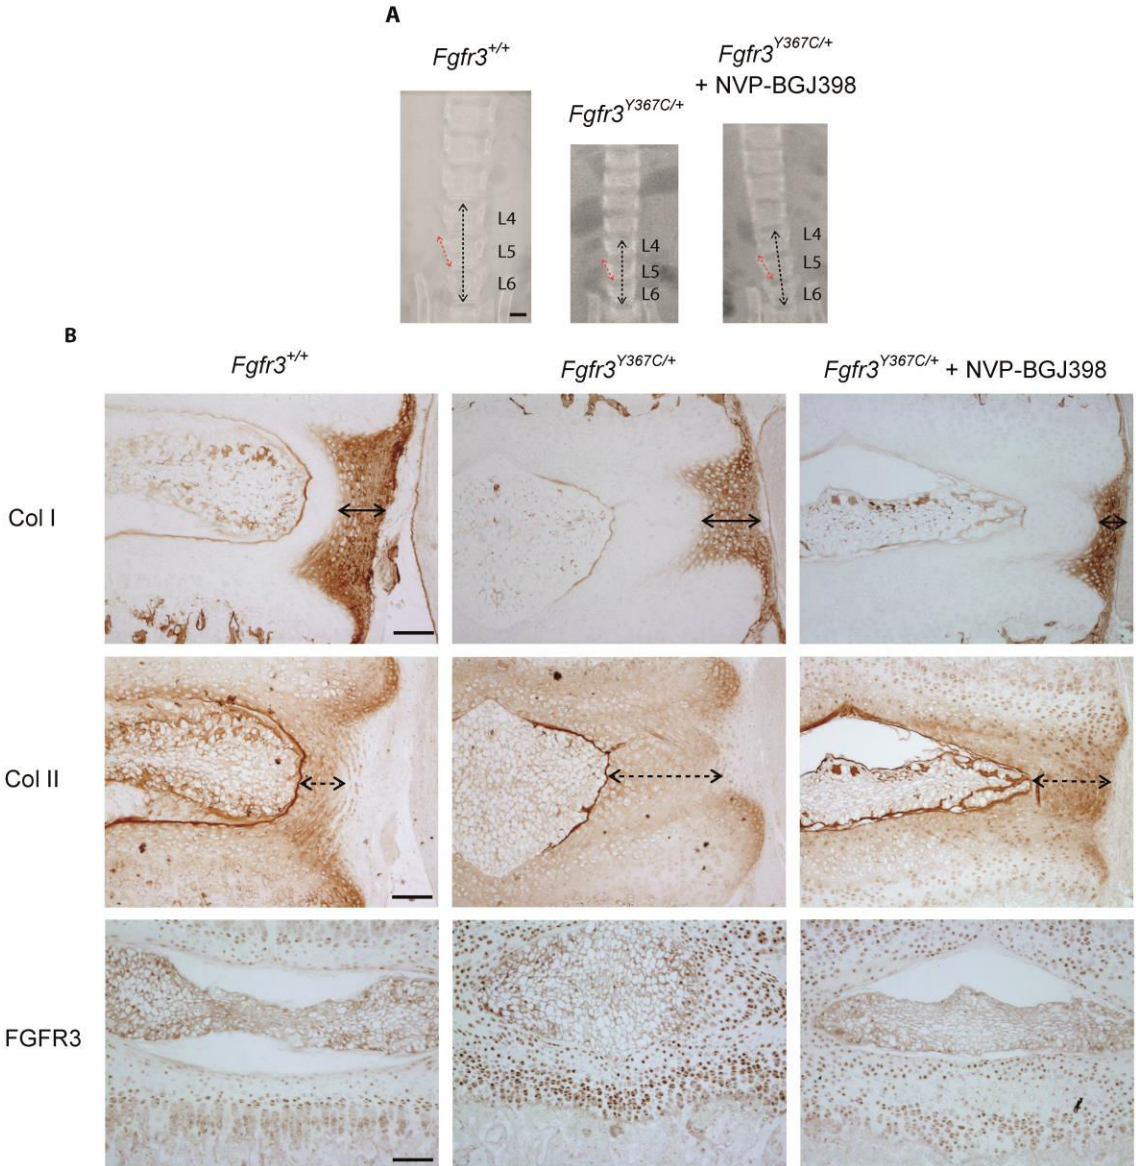 A
Fgfr3+/+
Fgfr3Y367C/+
Fgfr3Y367C/+
+ NVP-BGJ398
L4
L5
L6
L4
L5
L6
L4
L5
L6
B
Fgfr3+/+
Fgfr3Y367C/+
Fgfr3Y367C/+ + NVP-BGJ398
Col I
Col II
FGFR3